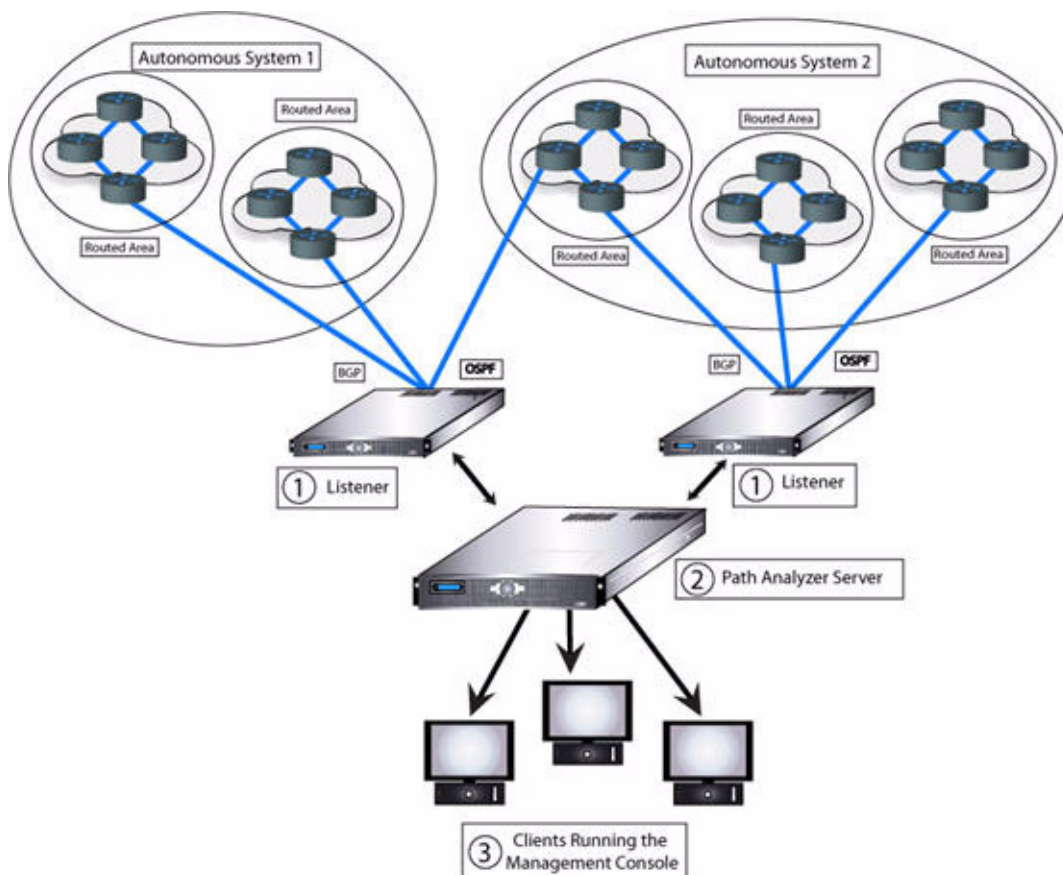 Autonomous System 1
Autonomous System 2
Routed Area
Routed Area
Routed Area
Routed Area
Routed Area
BGP
OSPF
BGP
OSPF
1 Listener
1 Listener
2 Path Analyzer Server
3 Clients Running the
Management Console